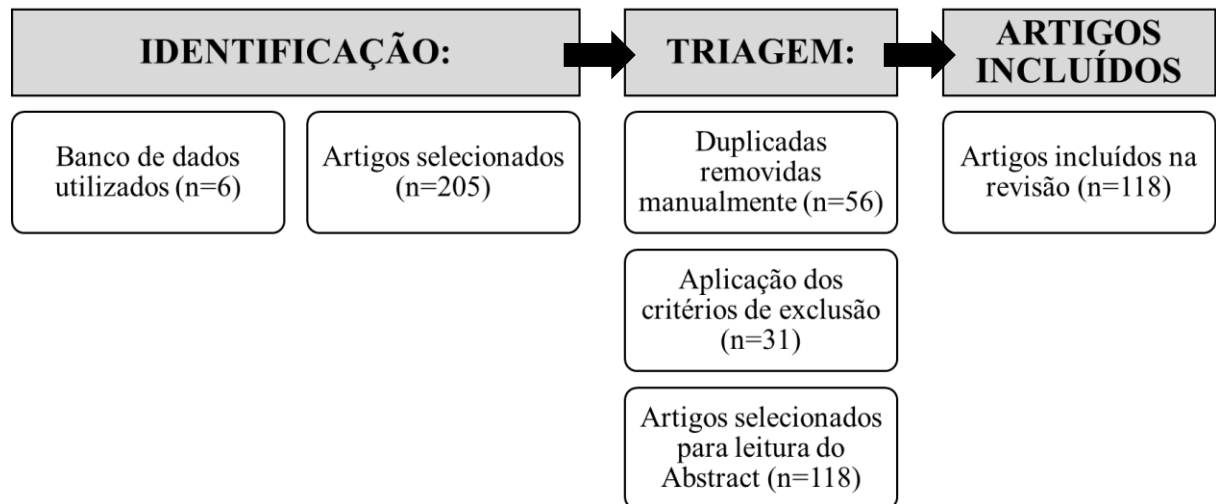 IDENTIFICAÇÃO:
Banco de dados
utilizados (n=6)
Artigos selecionados
(n=205)
TRIAGEM:
Duplicadas
removidas
manualmente (n=56)
Aplicação dos
critérios de exclusão
(n=31)
Artigos selecionados
para leitura do
Abstract (n=118)
ARTIGOS
INCLUÍDOS
Artigos incluídos na
revisão (n=118)